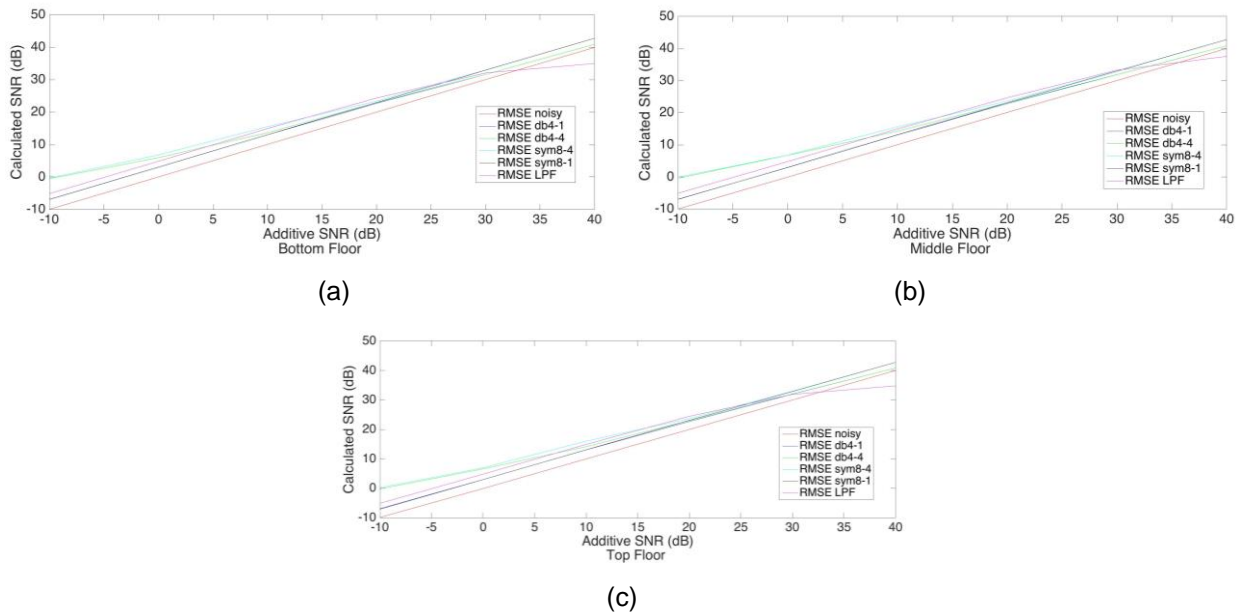 50
40
30
20
10
0
-10
Calculated SNR (dB)
-10 -5 0 5 10 15 20 25 30 35 40
Additive SNR (dB)
Bottom Floor
RMSE noisy
RMSE db4-1
RMSE db4-4
RMSE sym8-4
RMSE sym8-1
RMSE LPF
(a)
50
40
30
20
10
0
-10
Calculated SNR (dB)
-10 -5 0 5 10 15 20 25 30 35 40
Additive SNR (dB)
Middle Floor
RMSE noisy
RMSE db4-1
RMSE db4-4
RMSE sym8-4
RMSE sym8-1
RMSE LPF
(b)
50
40
30
20
10
0
-10
Calculated SNR (dB)
-10 -5 0 5 10 15 20 25 30 35 40
Additive SNR (dB)
Top Floor
RMSE noisy
RMSE db4-1
RMSE db4-4
RMSE sym8-4
RMSE sym8-1
RMSE LPF
(c)